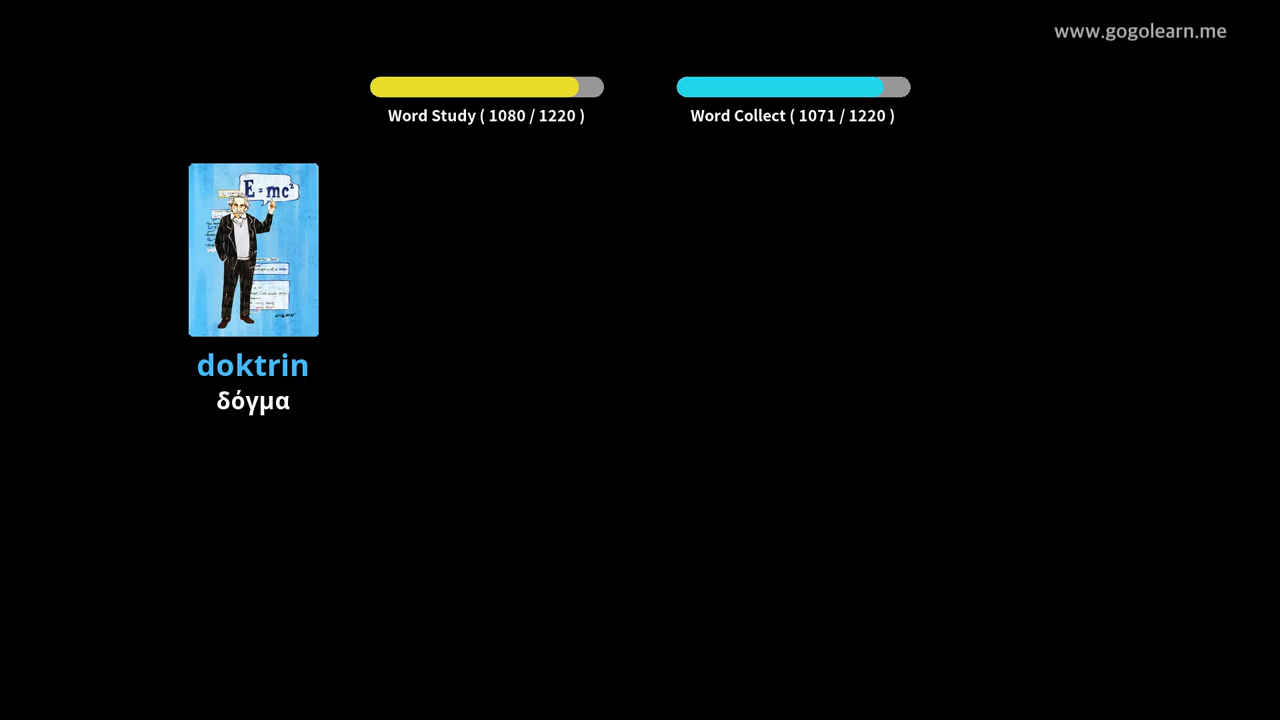 www.gogolearn.me
Word Study ( 1080 / 1220 )
Word Collect ( 1071 / 1220 )
E = mc²
doktrin
δόγμα